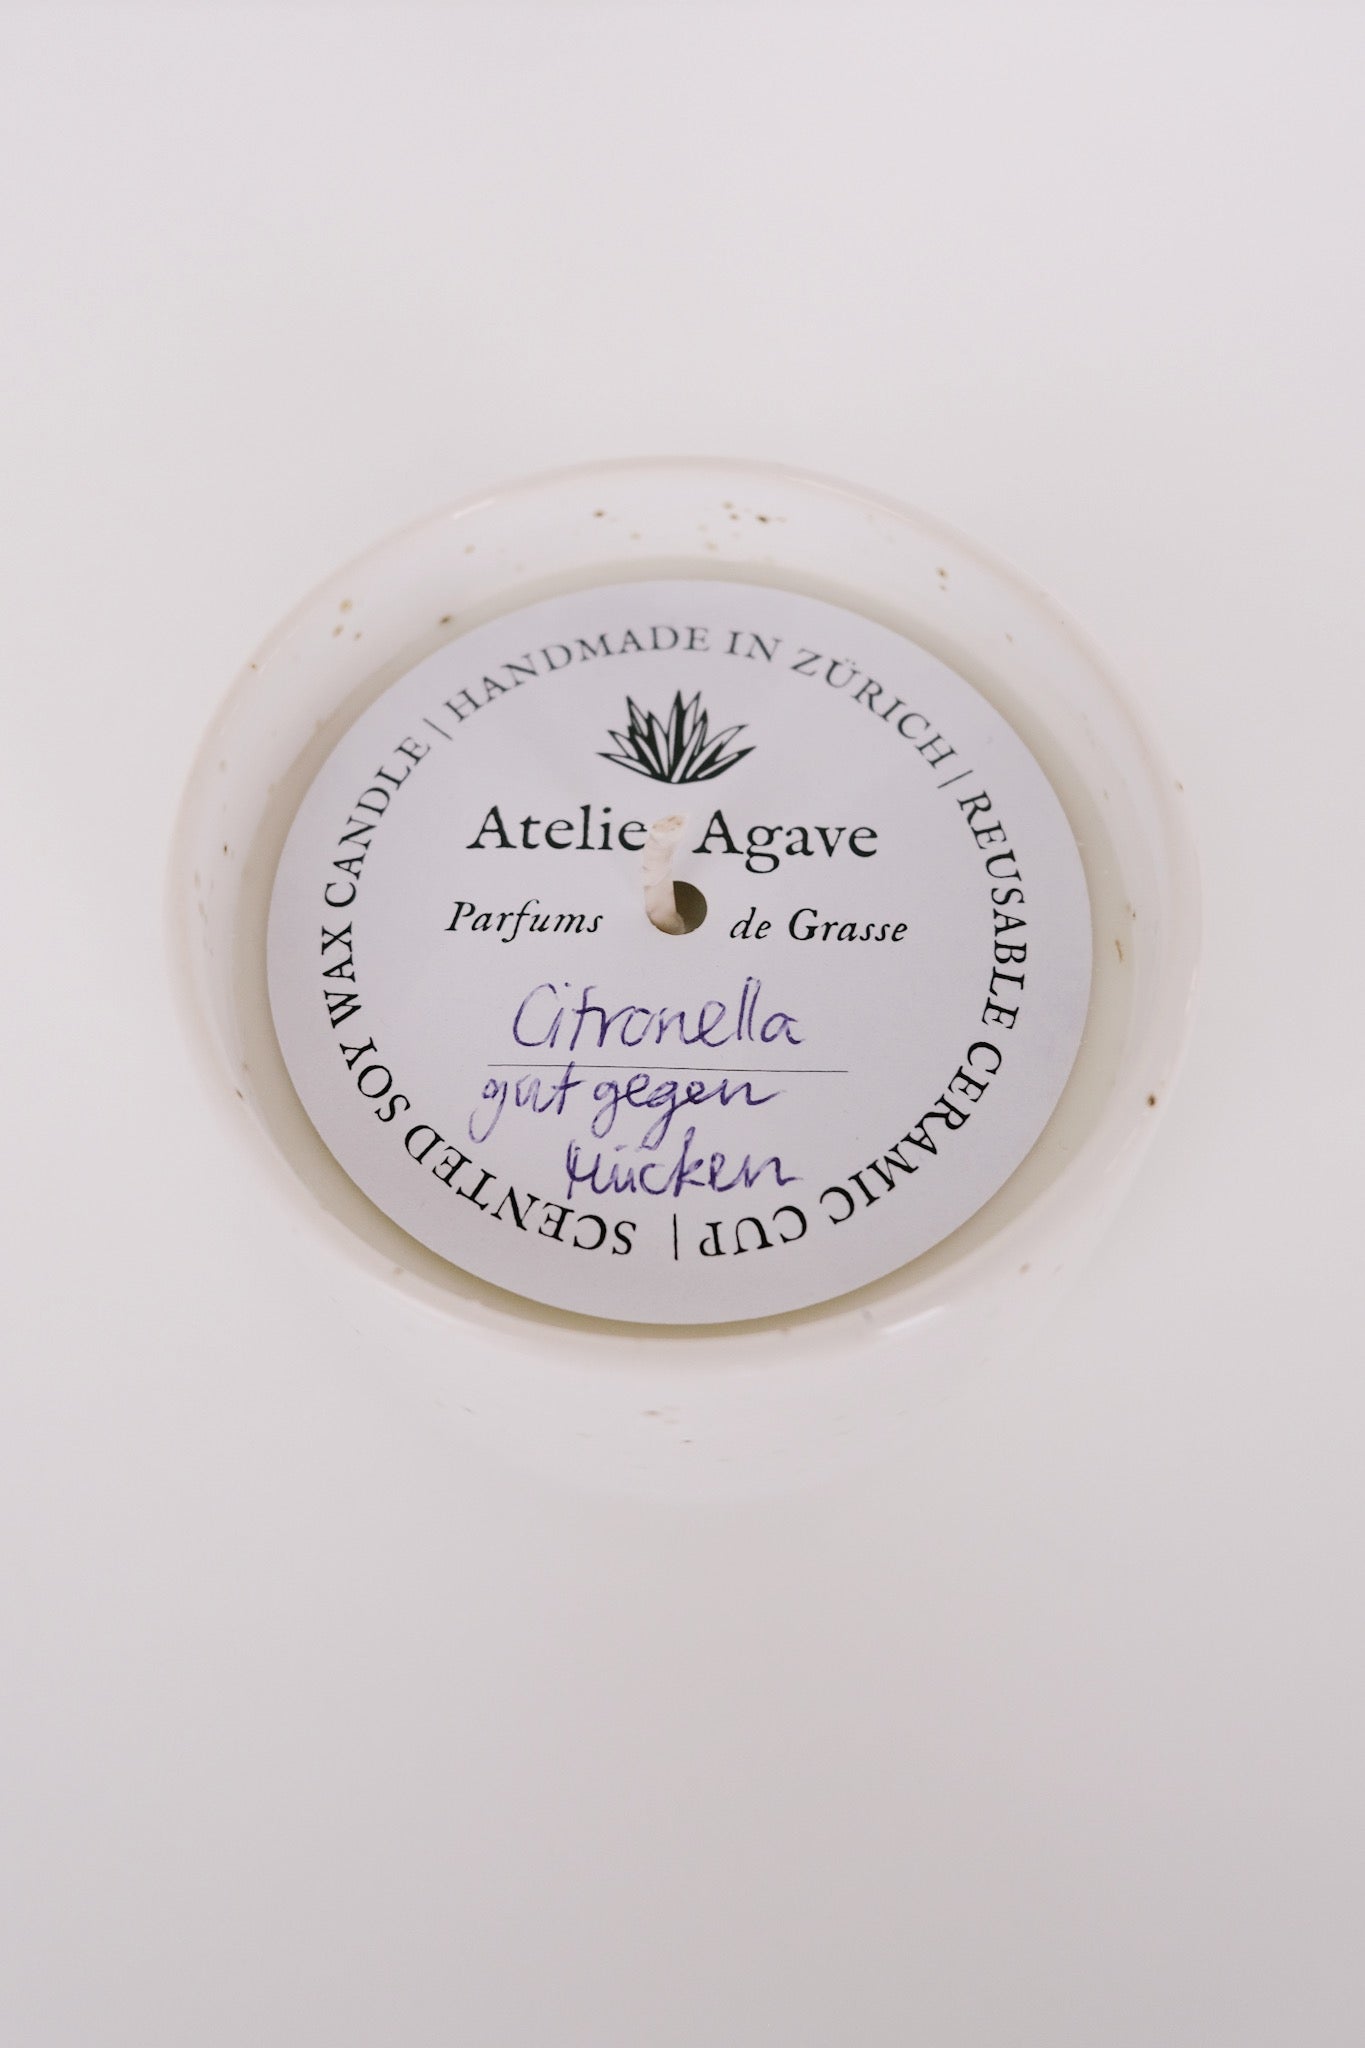 SCENTED SOY WAX CANDLE | HANDMADE IN ZÜRICH | REUSABLE CERAMIC CUP |
Atelie Agave
Parfums de Grasse
Citronella
gut gegen
Mücken